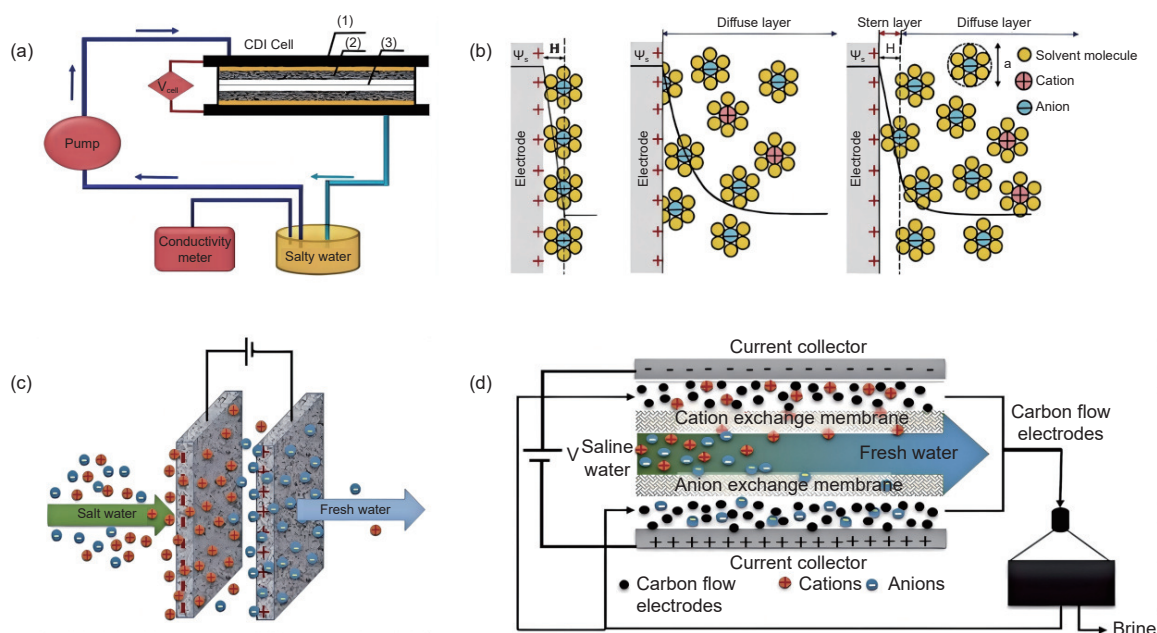 (a)
CDI Cell
(1)
(2)
(3)
V cell
Pump
Conductivity
meter
Salty water
(b)
Ψs
H
Electrode
Diffuse layer
Ψs
Electrode
Stern layer
Diffuse layer
Ψs
H
Electrode
a
Solvent molecule
Cation
Anion
(c)
Salt water
Fresh water
(d)
Current collector
Cation exchange membrane
V
Saline
water
Fresh water
Anion exchange membrane
Current collector
Carbon flow
electrodes
Carbon flow
electrodes
Cations
Anions
Brine